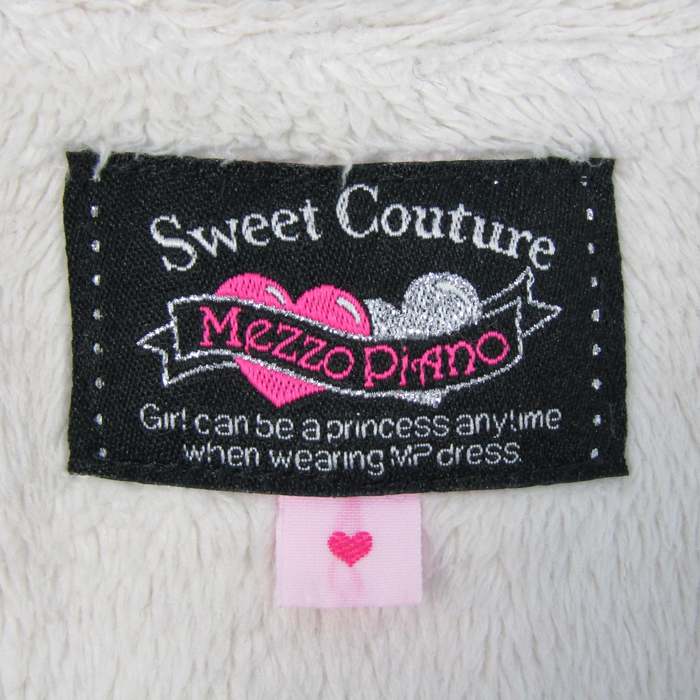 Sweet Couture
Mezzo Piano
Girl can be a princess anytime
when wearing MP dress.